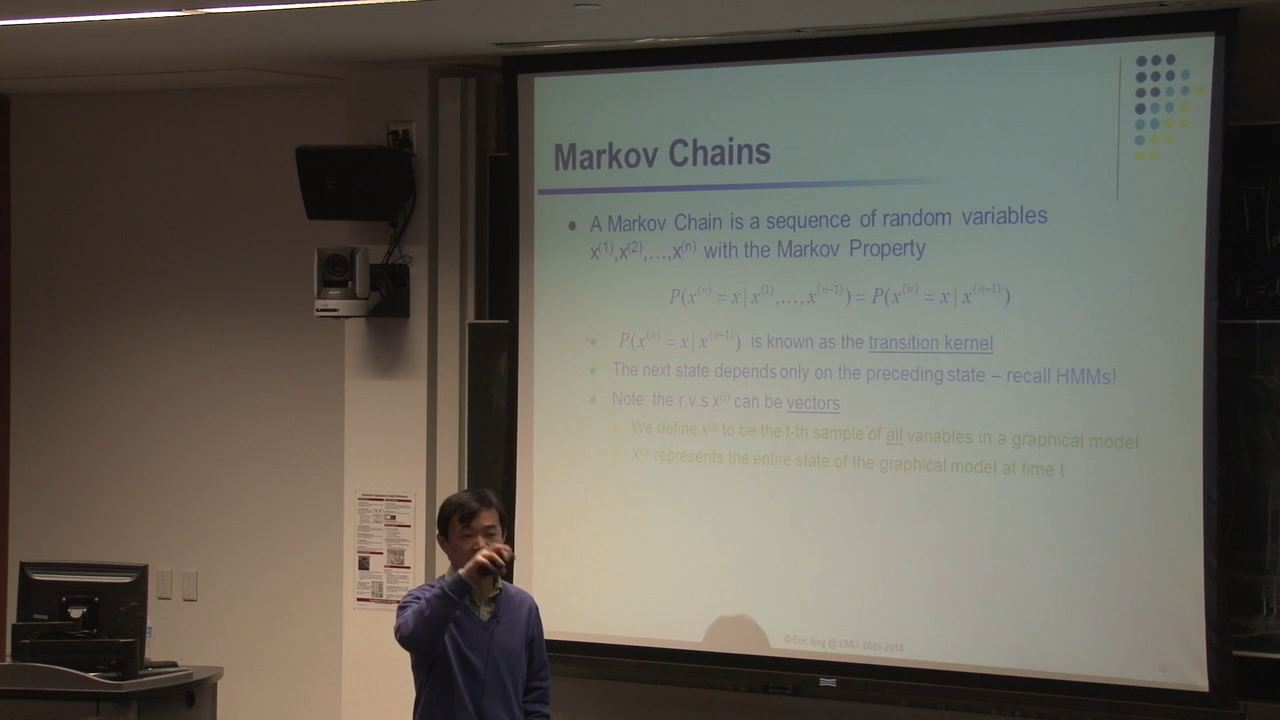 Markov Chains
• A Markov Chain is a sequence of random variables
x⁽¹⁾,x⁽²⁾,…,x⁽ⁿ⁾ with the Markov Property
P(x⁽ⁿ⁾ = x | x⁽¹⁾,…,x⁽ⁿ⁻¹⁾) = P(x⁽ⁿ⁾ = x | x⁽ⁿ⁻¹⁾)
• P(x⁽ⁿ⁾ = x | x⁽ⁿ⁻¹⁾) is known as the transition kernel
• The next state depends only on the preceding state – recall HMMs!
• Note: the r.v.s x⁽ⁱ⁾ can be vectors
We define x⁽ᵗ⁾ to be the t-th sample of all variables in a graphical model
X⁽ᵗ⁾ represents the entire state of the graphical model at time t
© Eric Xing @ CMU, 2005-2014